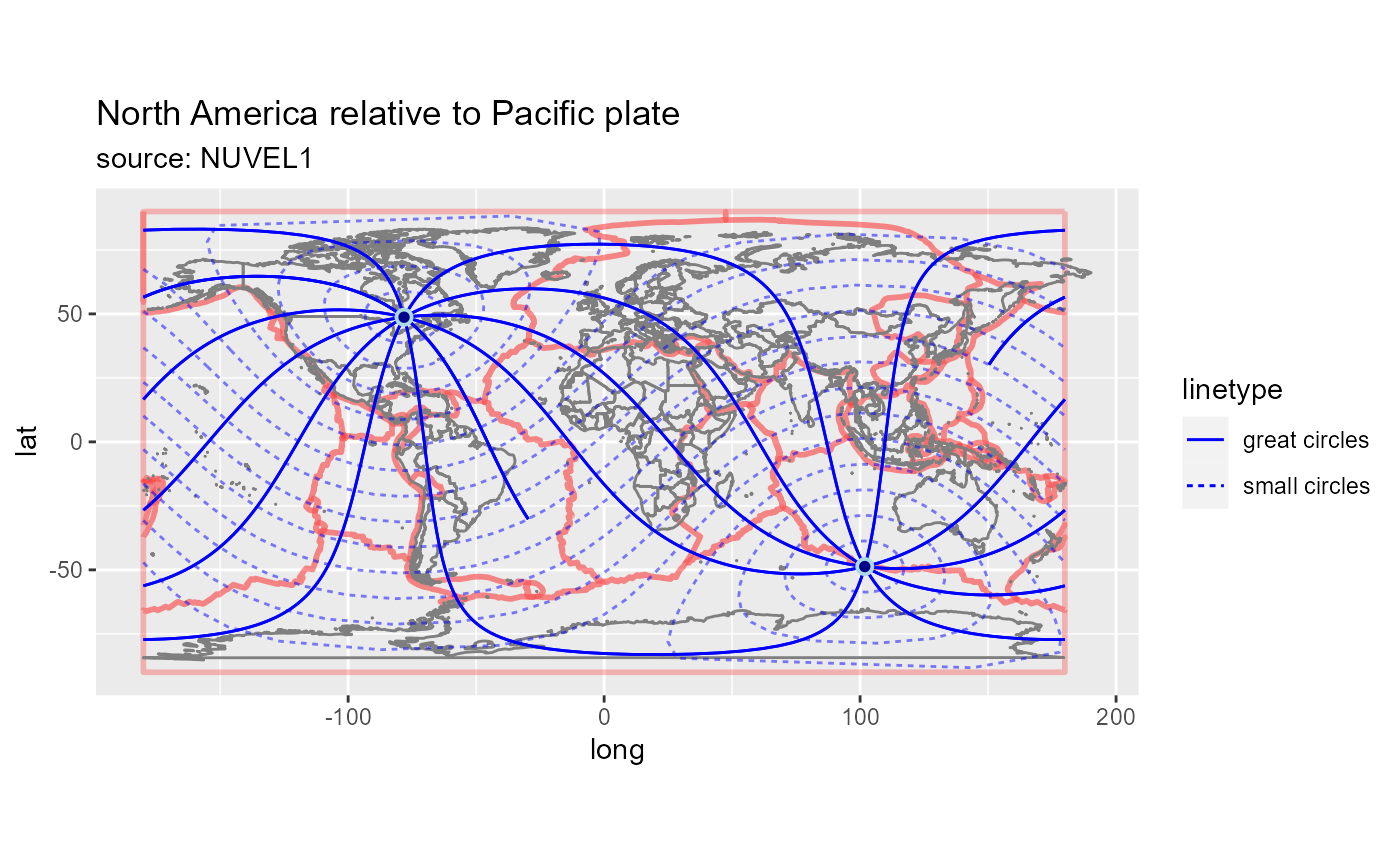 North America relative to Pacific plate
source: NUVEL1
lat
50
0
-50
-100
0
100
200
long
linetype
great circles
small circles